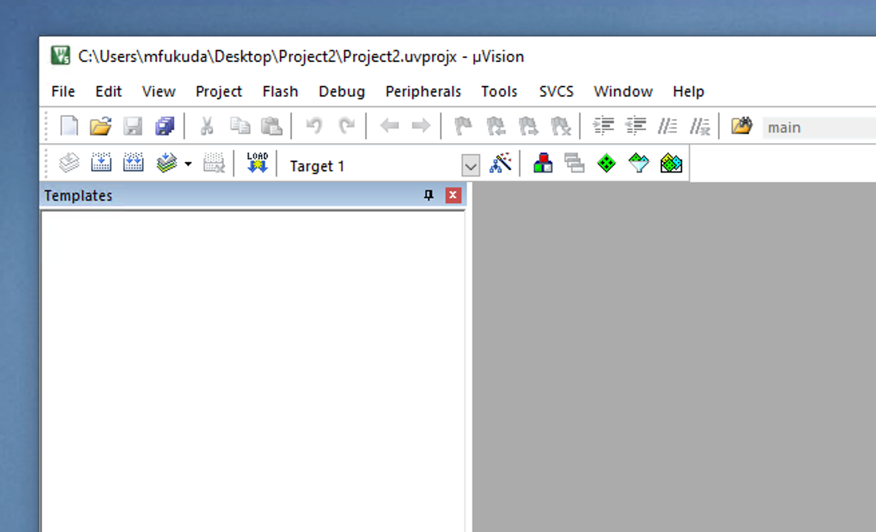 C:\Users\mfukuda\Desktop\Project2\Project2.uvprojx - µVision
File Edit View Project Flash Debug Peripherals Tools SVCS Window Help
main
LOAD Target 1
Templates